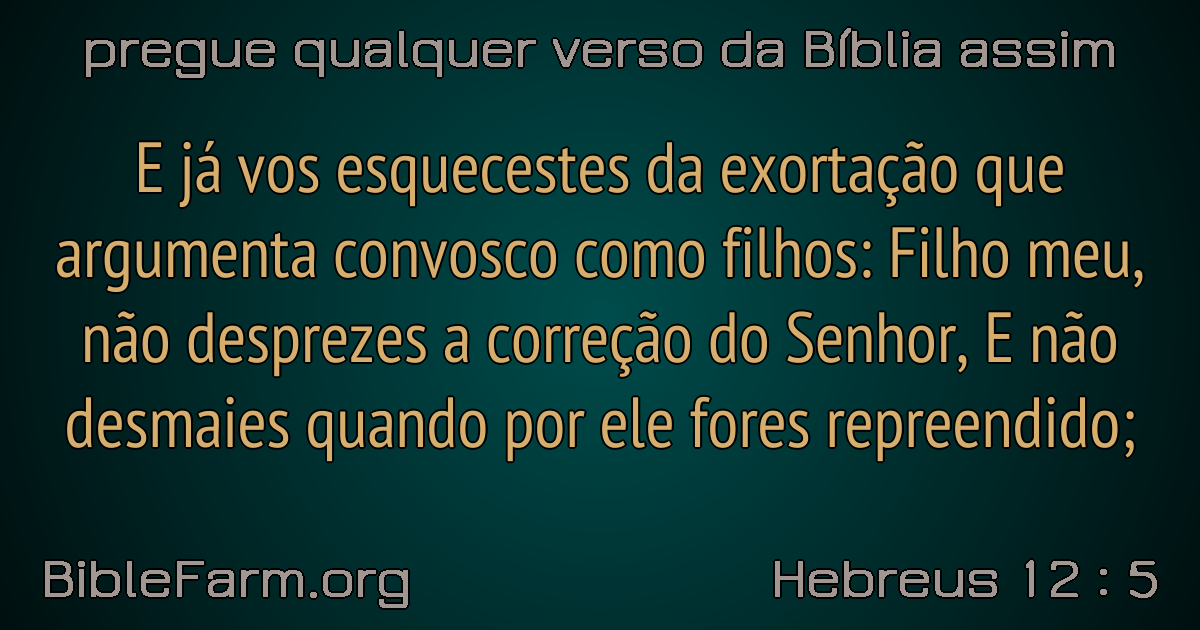 pregue qualquer verso da Bíblia assim
E já vos esquecestes da exortação que
argumenta convosco como filhos: Filho meu,
não desprezes a correção do Senhor, E não
desmaies quando por ele fores repreendido;
BibleFarm.org
Hebreus 12 : 5